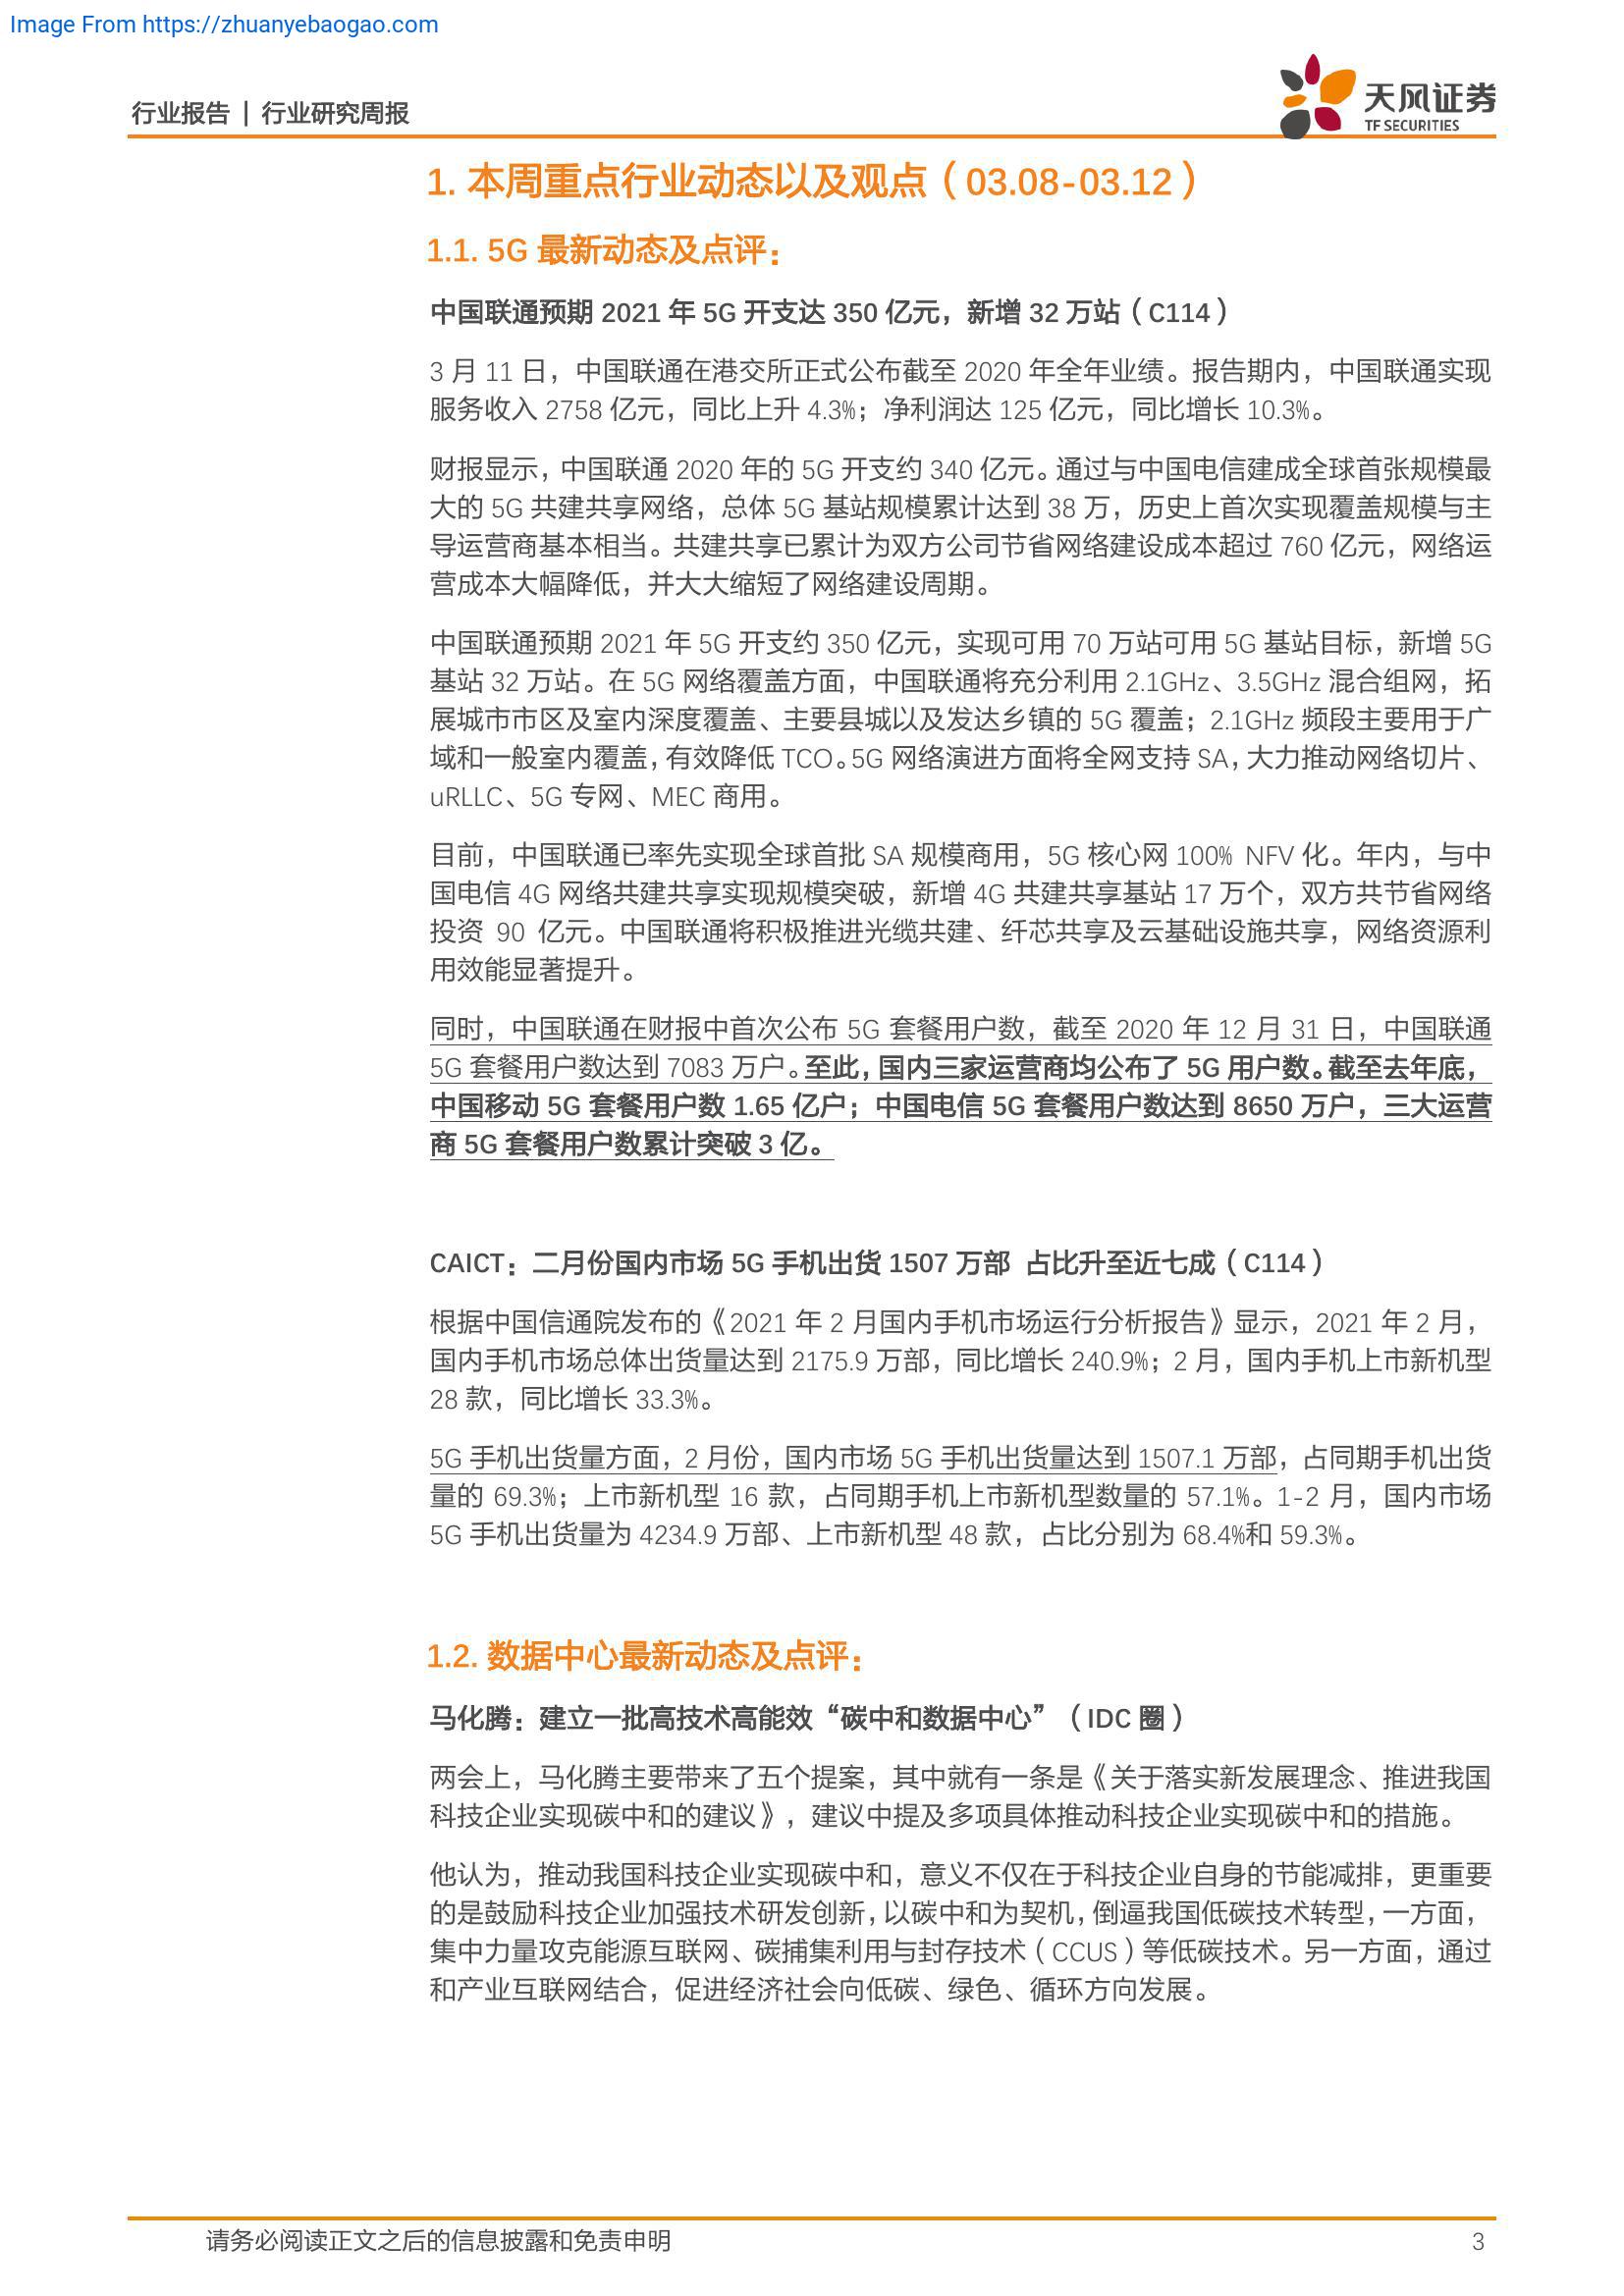 Image From https://zhuanyebaogao.com
行业报告 | 行业研究周报
天风证券
TF SECURITIES
1. 本周重点行业动态以及观点（03.08-03.12）
1.1. 5G 最新动态及点评：
中国联通预期 2021 年 5G 开支达 350 亿元，新增 32 万站（C114）
3 月 11 日，中国联通在港交所正式公布截至 2020 年全年业绩。报告期内，中国联通实现
服务收入 2758 亿元，同比上升 4.3%；净利润达 125 亿元，同比增长 10.3%。
财报显示，中国联通 2020 年的 5G 开支约 340 亿元。通过与中国电信建成全球首张规模最
大的 5G 共建共享网络，总体 5G 基站规模累计达到 38 万，历史上首次实现覆盖规模与主
导运营商基本相当。共建共享已累计为双方公司节省网络建设成本超过 760 亿元，网络运
营成本大幅降低，并大大缩短了网络建设周期。
中国联通预期 2021 年 5G 开支约 350 亿元，实现可用 70 万站可用 5G 基站目标，新增 5G
基站 32 万站。在 5G 网络覆盖方面，中国联通将充分利用 2.1GHz、3.5GHz 混合组网，拓
展城市市区及室内深度覆盖、主要县城以及发达乡镇的 5G 覆盖；2.1GHz 频段主要用于广
域和一般室内覆盖，有效降低 TCO。5G 网络演进方面将全网支持 SA，大力推动网络切片、
uRLLC、5G 专网、MEC 商用。
目前，中国联通已率先实现全球首批 SA 规模商用，5G 核心网 100% NFV 化。年内，与中
国电信 4G 网络共建共享实现规模突破，新增 4G 共建共享基站 17 万个，双方共节省网络
投资 90 亿元。中国联通将积极推进光缆共建、纤芯共享及云基础设施共享，网络资源利
用效能显著提升。
同时，中国联通在财报中首次公布 5G 套餐用户数，截至 2020 年 12 月 31 日，中国联通
5G 套餐用户数达到 7083 万户。至此，国内三家运营商均公布了 5G 用户数。截至去年底，
中国移动 5G 套餐用户数 1.65 亿户；中国电信 5G 套餐用户数达到 8650 万户，三大运营
商 5G 套餐用户数累计突破 3 亿。
CAICT：二月份国内市场 5G 手机出货 1507 万部 占比升至近七成（C114）
根据中国信通院发布的《2021 年 2 月国内手机市场运行分析报告》显示，2021 年 2 月，
国内手机市场总体出货量达到 2175.9 万部，同比增长 240.9%；2 月，国内手机上市新机型
28 款，同比增长 33.3%。
5G 手机出货量方面，2 月份，国内市场 5G 手机出货量达到 1507.1 万部，占同期手机出货
量的 69.3%；上市新机型 16 款，占同期手机上市新机型数量的 57.1%。1-2 月，国内市场
5G 手机出货量为 4234.9 万部、上市新机型 48 款，占比分别为 68.4%和 59.3%。
1.2. 数据中心最新动态及点评：
马化腾：建立一批高技术高能效“碳中和数据中心”（IDC 圈）
两会上，马化腾主要带来了五个提案，其中就有一条是《关于落实新发展理念、推进我国
科技企业实现碳中和的建议》，建议中提及多项具体推动科技企业实现碳中和的措施。
他认为，推动我国科技企业实现碳中和，意义不仅在于科技企业自身的节能减排，更重要
的是鼓励科技企业加强技术研发创新，以碳中和为契机，倒逼我国低碳技术转型，一方面，
集中力量攻克能源互联网、碳捕集利用与封存技术（CCUS）等低碳技术。另一方面，通过
和产业互联网结合，促进经济社会向低碳、绿色、循环方向发展。
请务必阅读正文之后的信息披露和免责申明
3